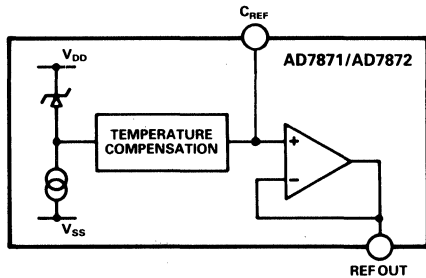 CREF
AD7871/AD7872
VDD
TEMPERATURE
COMPENSATION
+
−
VSS
REF OUT